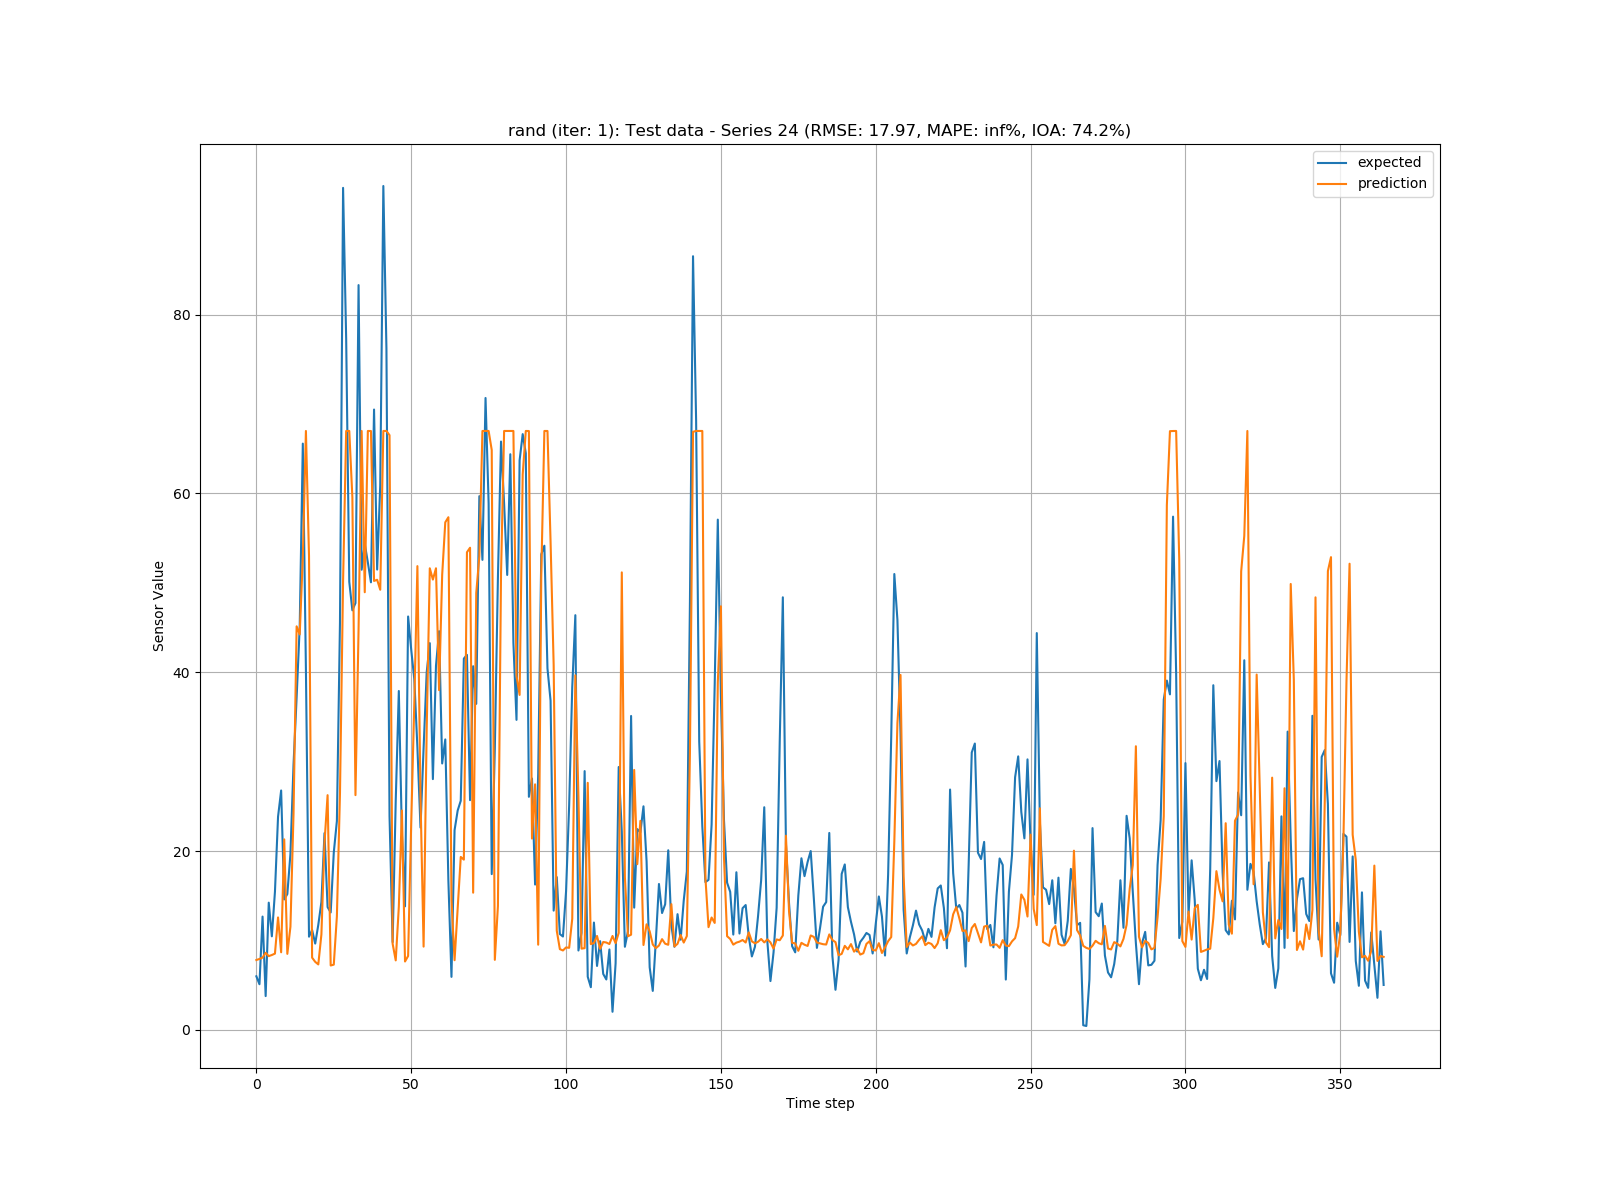 rand (iter: 1): Test data - Series 24 (RMSE: 17.97, MAPE: inf%, IOA: 74.2%)
expected
prediction
80
60
40
20
0
Sensor Value
0 50 100 150 200 250 300 350
Time step